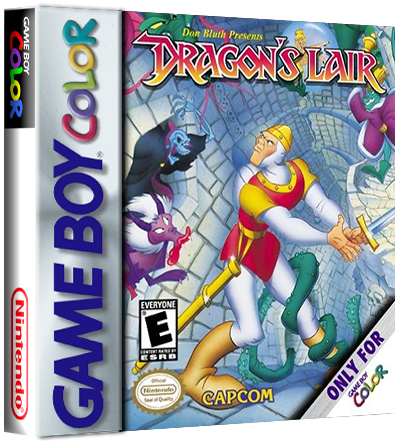 GAME BOY
COLOR
Nintendo
GAME BOY COLOR
Don Bluth Presents
DRAGON'S LAIR
EVERYONE
E
CONTENT RATED BY
ESRB
Official
Nintendo
Seal of Quality
CAPCOM
ONLY FOR
GAME BOY
COLOR